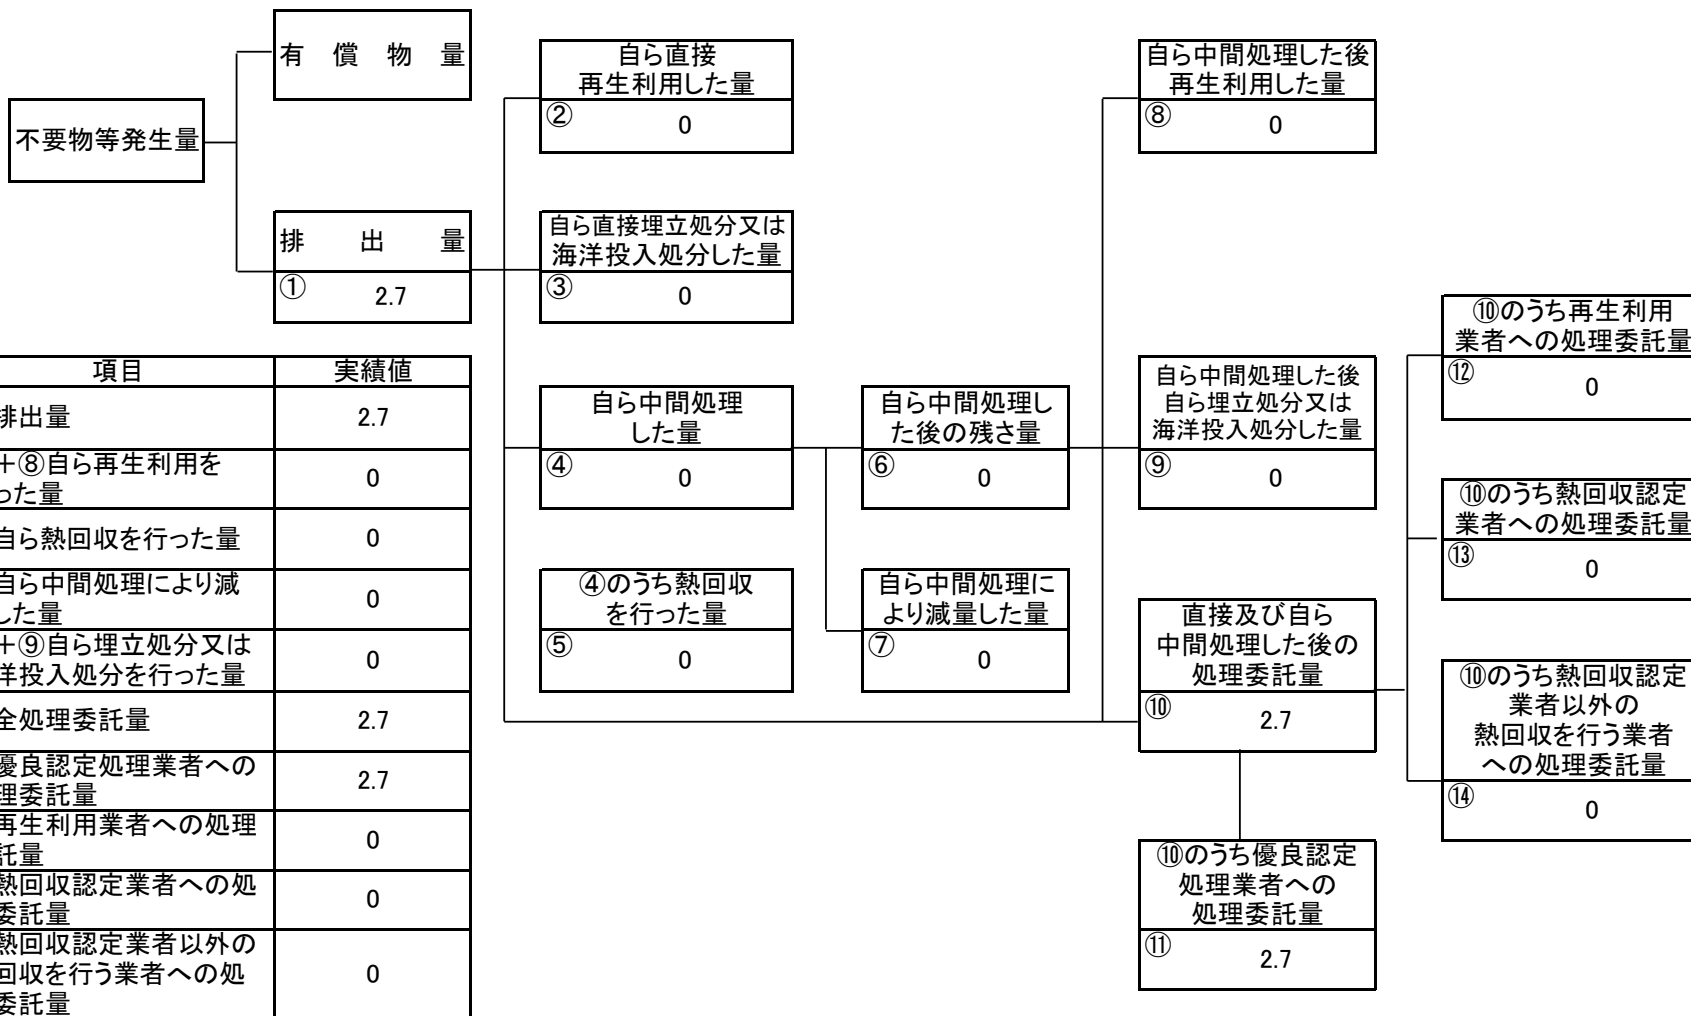 有償物量
不要物等発生量
排出量
①
2.7
自ら直接
再生利用した量
②
0
自ら直接埋立処分又は
海洋投入処分した量
③
0
自ら中間処理
した量
④
0
④のうち熱回収
を行った量
⑤
0
自ら中間処理し
た後の残さ量
⑥
0
自ら中間処理に
より減量した量
⑦
0
自ら中間処理した後
再生利用した量
⑧
0
自ら中間処理した後
自ら埋立処分又は
海洋投入処分した量
⑨
0
直接及び自ら
中間処理した後の
処理委託量
⑩
2.7
⑩のうち優良認定
処理業者への
処理委託量
⑪
2.7
⑩のうち再生利用
業者への処理委託量
⑫
0
⑩のうち熱回収認定
業者への処理委託量
⑬
0
⑩のうち熱回収認定
業者以外の
熱回収を行う業者
への処理委託量
⑭
0
項目 実績値
排出量 2.7
+⑧自ら再生利用を
った量 0
自ら熱回収を行った量 0
自ら中間処理により減
した量 0
+⑨自ら埋立処分又は
洋投入処分を行った量 0
全処理委託量 2.7
優良認定処理業者への
理委託量 2.7
再生利用業者への処理
託量 0
熱回収認定業者への処
委託量 0
熱回収認定業者以外の
回収を行う業者への処
委託量 0